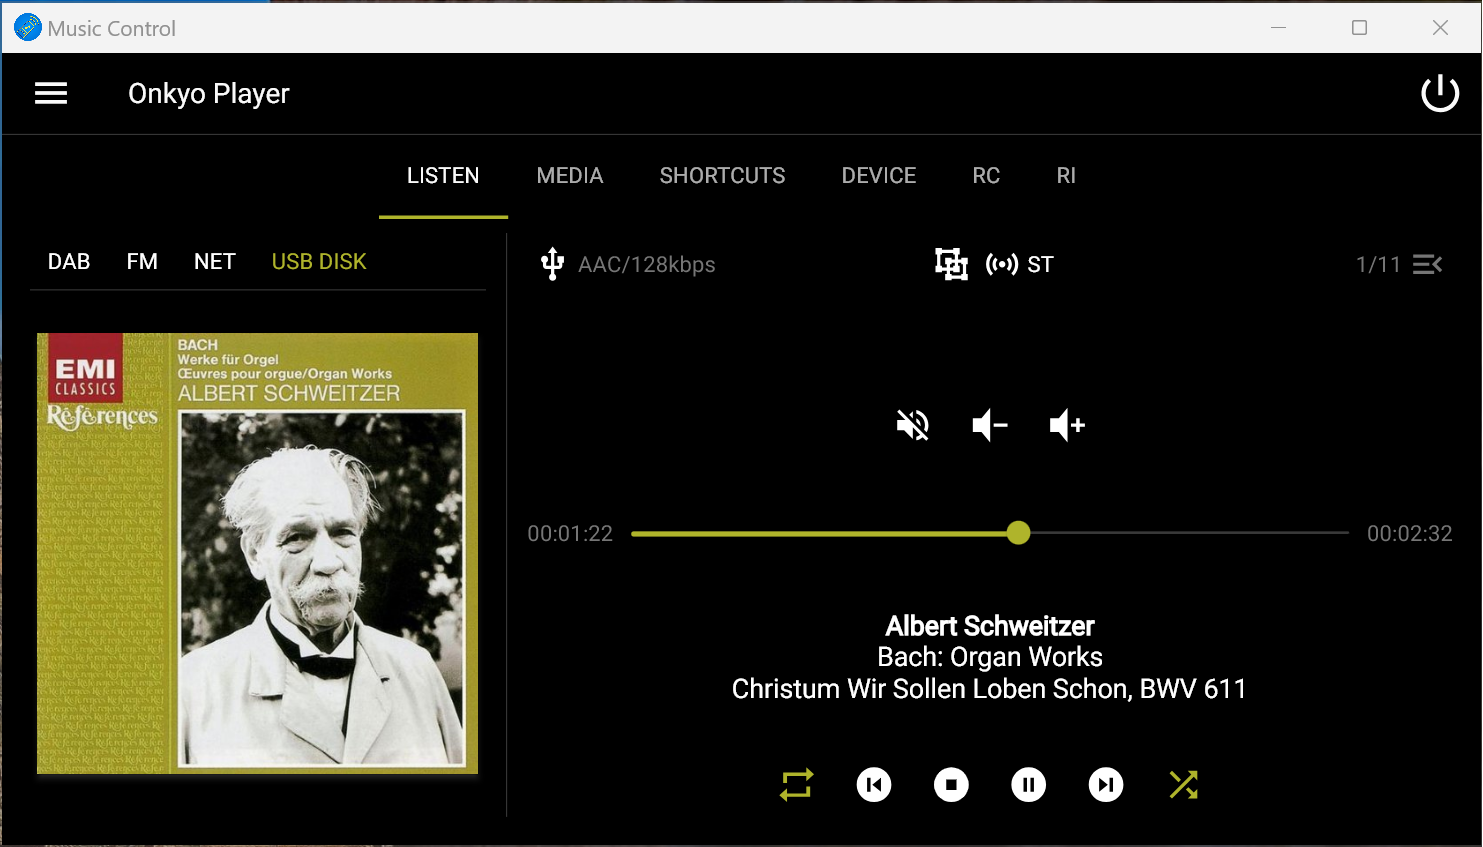 Music Control
Onkyo Player
LISTEN
MEDIA
SHORTCUTS
DEVICE
RC
RI
DAB
FM
NET
USB DISK
AAC/128kbps
ST
1/11
EMI
CLASSICS
Références
BACH
Werke für Orgel
Œuvres pour orgue/Organ Works
ALBERT SCHWEITZER
00:01:22
00:02:32
Albert Schweitzer
Bach: Organ Works
Christum Wir Sollen Loben Schon, BWV 611